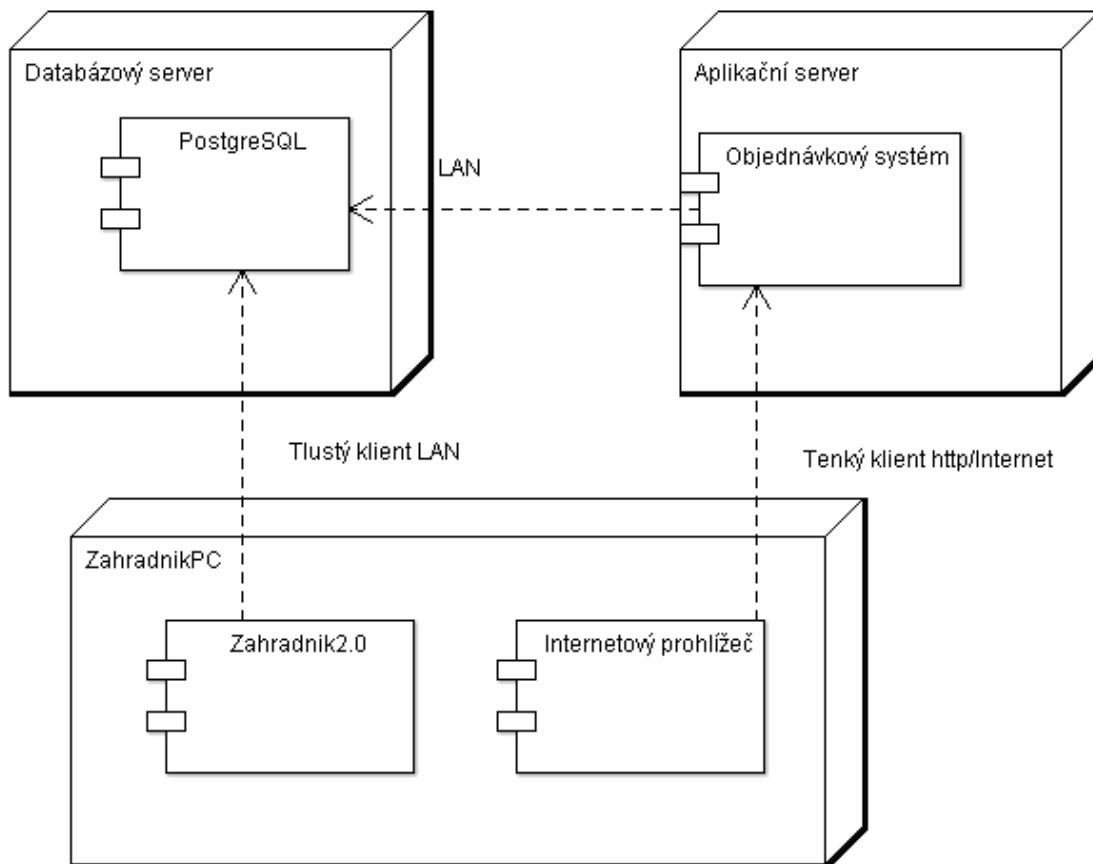 Databázový server
PostgreSQL
LAN
Aplikační server
Objednávkový systém
Tlustý klient LAN
Tenký klient http/Internet
ZahradnikPC
Zahradnik2.0
Internetový prohlížeč